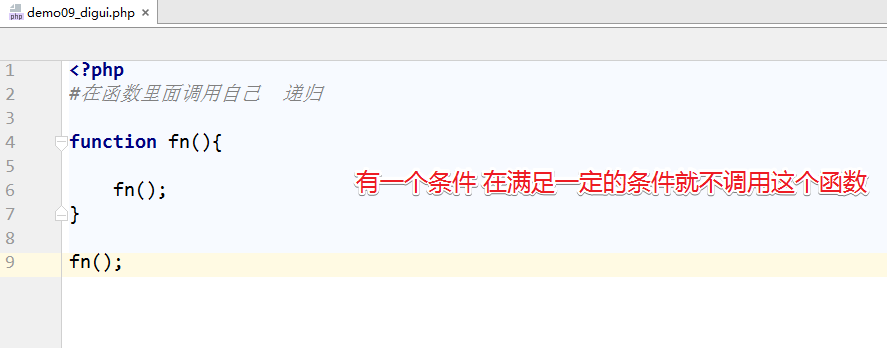 demo09_digui.php ×
1 <?php
2 #在函数里面调用自己 递归
3
4 function fn(){
5
6 fn(); 有一个条件 在满足一定的条件就不调用这个函数
7 }
8
9 fn();